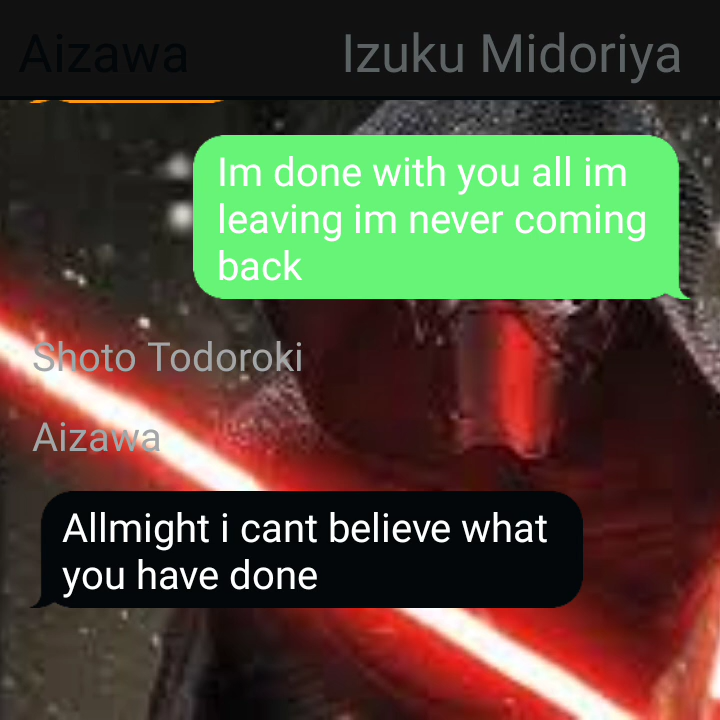 Aizawa Izuku Midoriya
Im done with you all im
leaving im never coming
back
Shoto Todoroki
Aizawa
Allmight i cant believe what
you have done